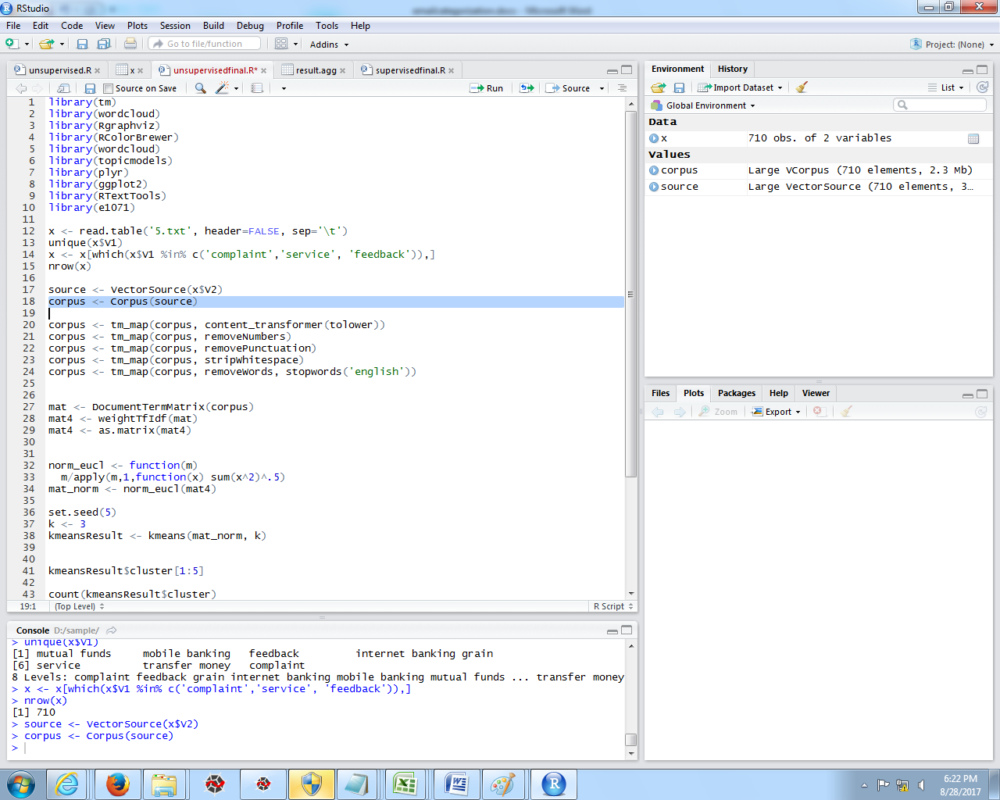 RStudio
emailcategorisation.docx - Microsoft Word
File Edit Code View Plots Session Build Debug Profile Tools Help
Go to file/function Addins Project: (None)
unsupervised.R x unsupervisedfinal.R* result.agg supervisedfinal.R
Source on Save Run Source
1 library(tm)
2 library(wordcloud)
3 library(Rgraphviz)
4 library(RColorBrewer)
5 library(wordcloud)
6 library(topicmodels)
7 library(plyr)
8 library(ggplot2)
9 library(RTextTools)
10 library(e1071)
11
12 x <- read.table('5.txt', header=FALSE, sep='\t')
13 unique(x$V1)
14 x <- x[which(x$V1 %in% c('complaint','service', 'feedback')),]
15 nrow(x)
16
17 source <- VectorSource(x$V2)
18 corpus <- Corpus(source)
19
20 corpus <- tm_map(corpus, content_transformer(tolower))
21 corpus <- tm_map(corpus, removeNumbers)
22 corpus <- tm_map(corpus, removePunctuation)
23 corpus <- tm_map(corpus, stripWhitespace)
24 corpus <- tm_map(corpus, removeWords, stopwords('english'))
25
26
27 mat <- DocumentTermMatrix(corpus)
28 mat4 <- weightTfIdf(mat)
29 mat4 <- as.matrix(mat4)
30
31
32 norm_eucl <- function(m)
33   m/apply(m,1,function(x) sum(x^2)^.5)
34 mat_norm <- norm_eucl(mat4)
35
36 set.seed(5)
37 k <- 3
38 kmeansResult <- kmeans(mat_norm, k)
39
40
41 kmeansResult$cluster[1:5]
42
43 count(kmeansResult$cluster)
19:1 (Top Level) R Script
Console D:/sample/
> unique(x$V1)
[1] mutual funds     mobile banking   feedback         internet banking grain
[6] service          transfer money   complaint
8 Levels: complaint feedback grain internet banking mobile banking mutual funds ... transfer money
> x <- x[which(x$V1 %in% c('complaint','service', 'feedback')),]
> nrow(x)
[1] 710
> source <- VectorSource(x$V2)
> corpus <- Corpus(source)
>
Environment History
Import Dataset List
Global Environment
Data
x 710 obs. of 2 variables
Values
corpus Large VCorpus (710 elements, 2.3 Mb)
source Large VectorSource (710 elements, 3…
Files Plots Packages Help Viewer
Zoom Export
6:22 PM
8/28/2017